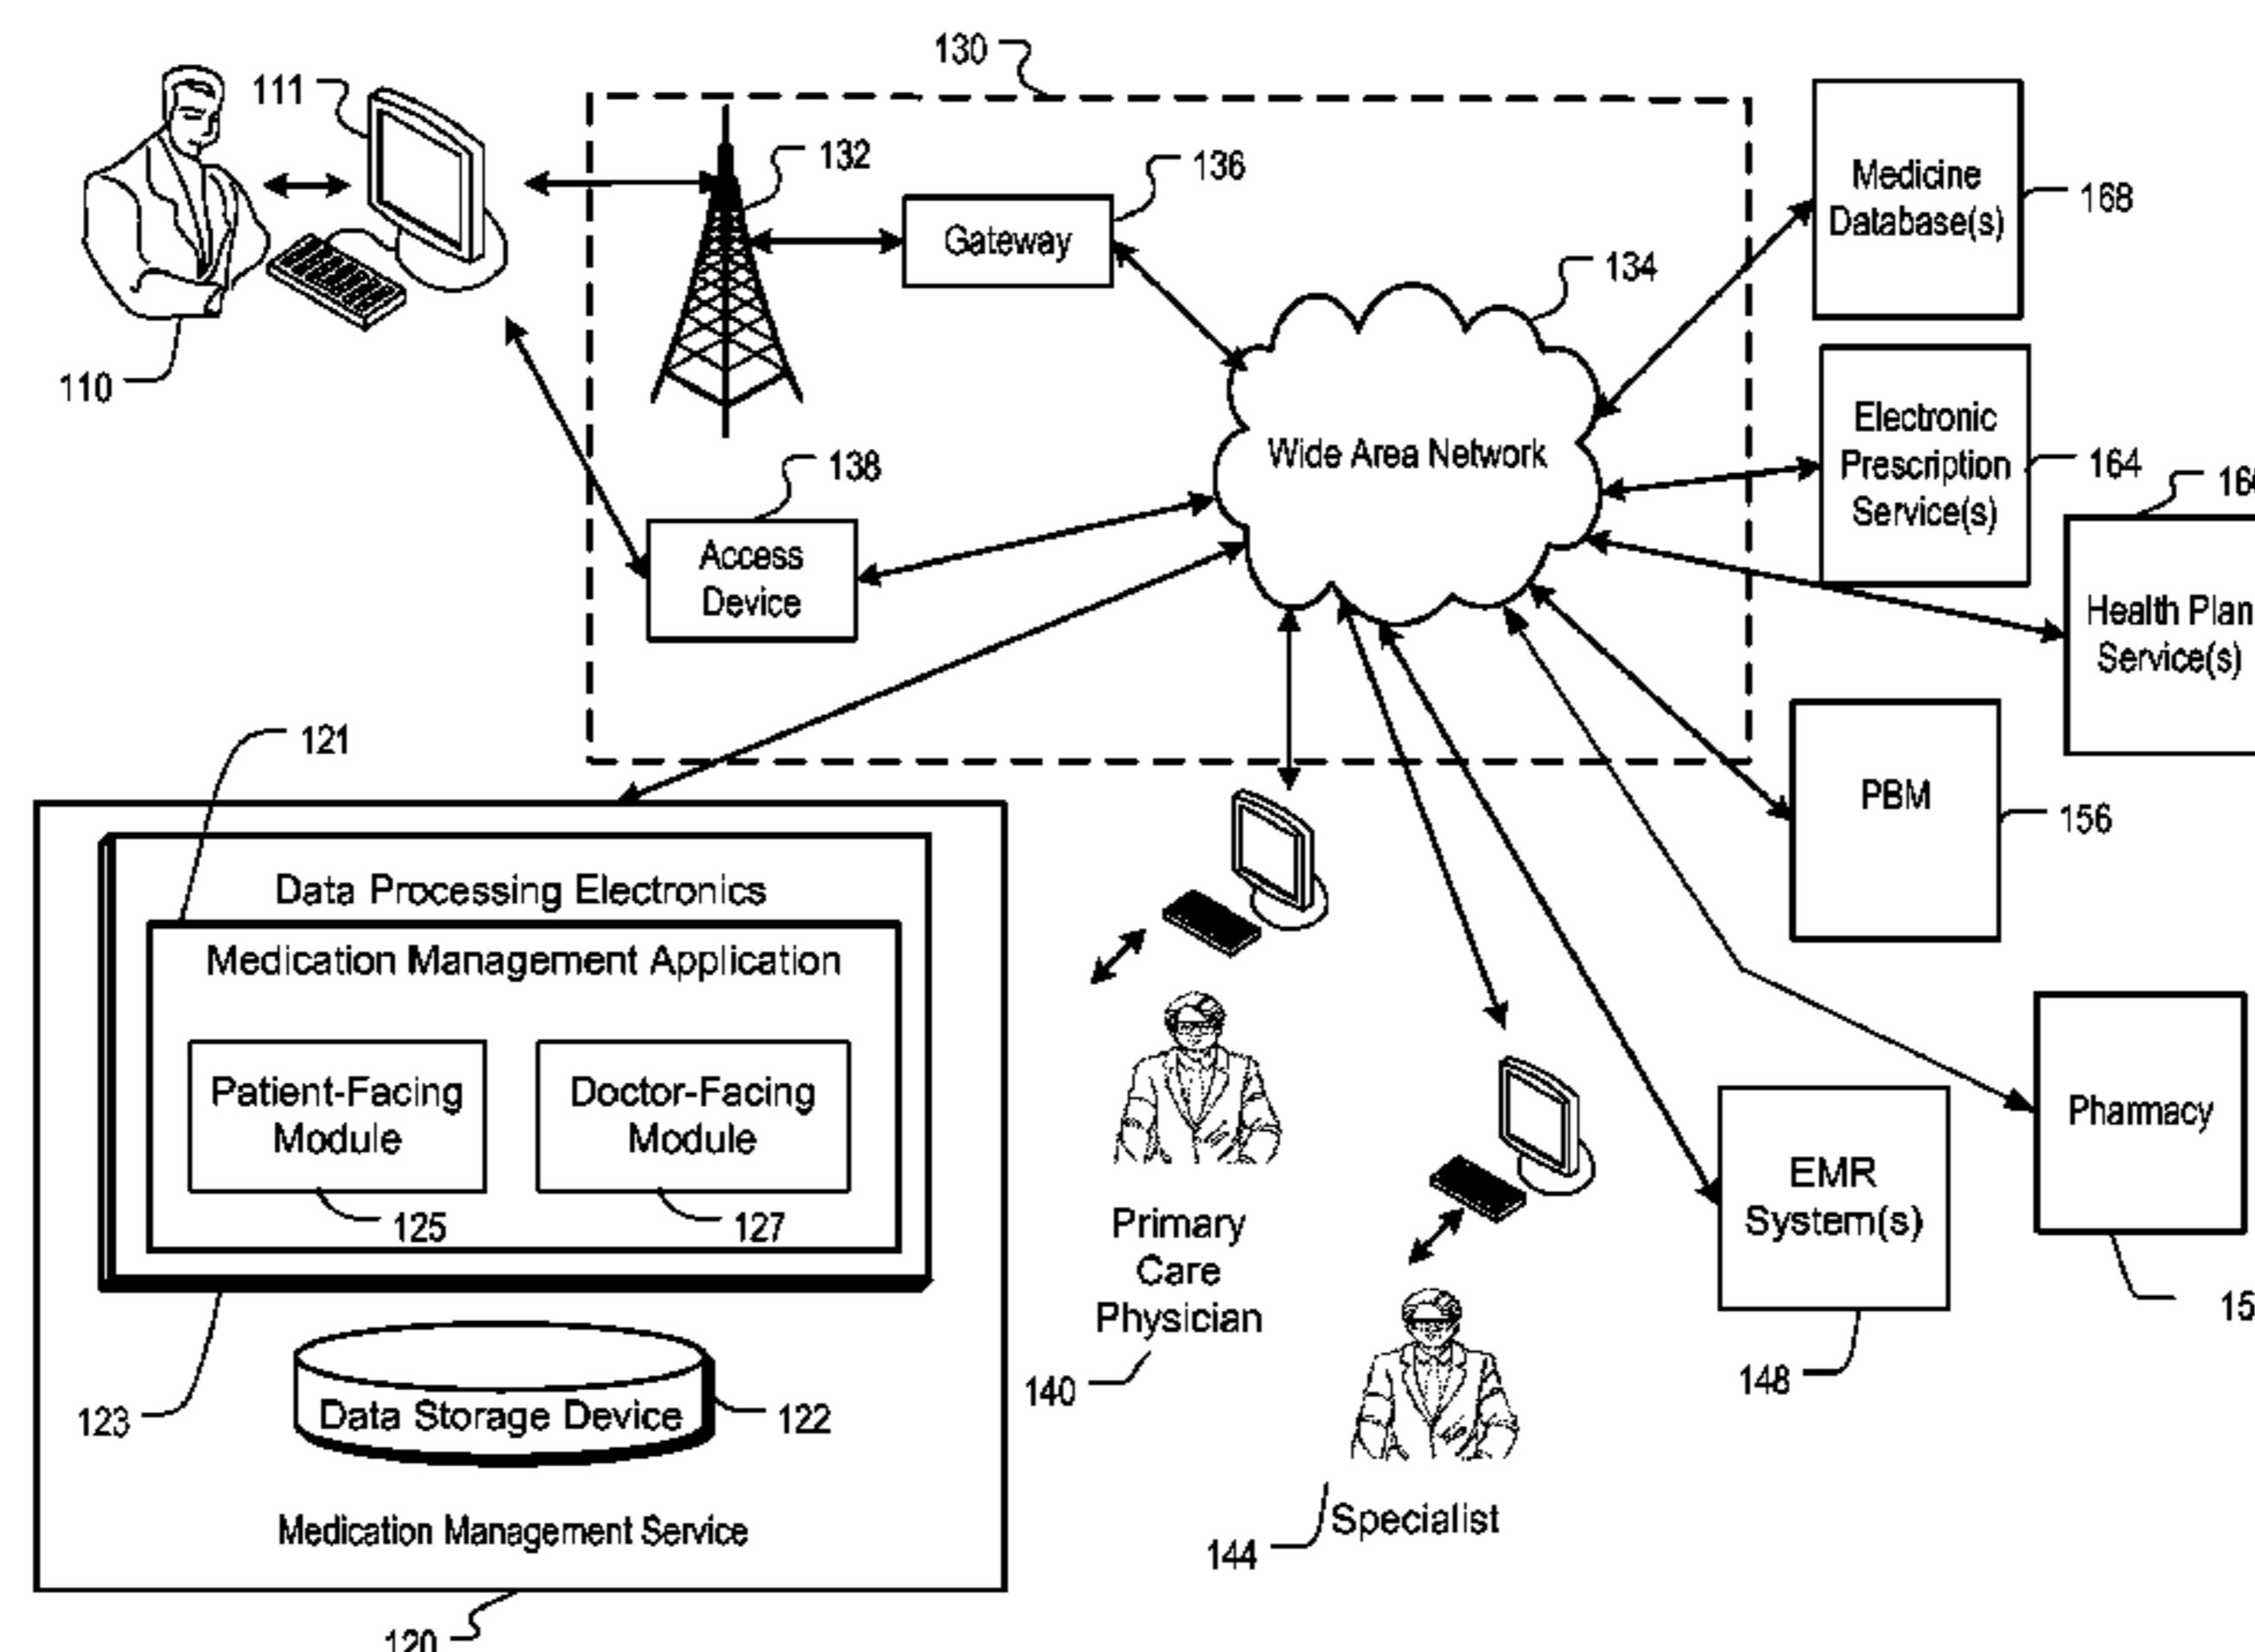 130
111
132
136
Medicine
Database(s)
168
Gateway
134
110
Wide Area Network
Electronic
Prescription
Service(s)
164
138
Access
Device
Health Plan
Service(s)
121
PBM
156
Data Processing Electronics
Medication Management Application
Patient-Facing
Module
125
Doctor-Facing
Module
127
Pharmacy
EMR
System(s)
148
Primary
Care
Physician
140
123
Data Storage Device
122
Specialist
144
Medication Management Service
120